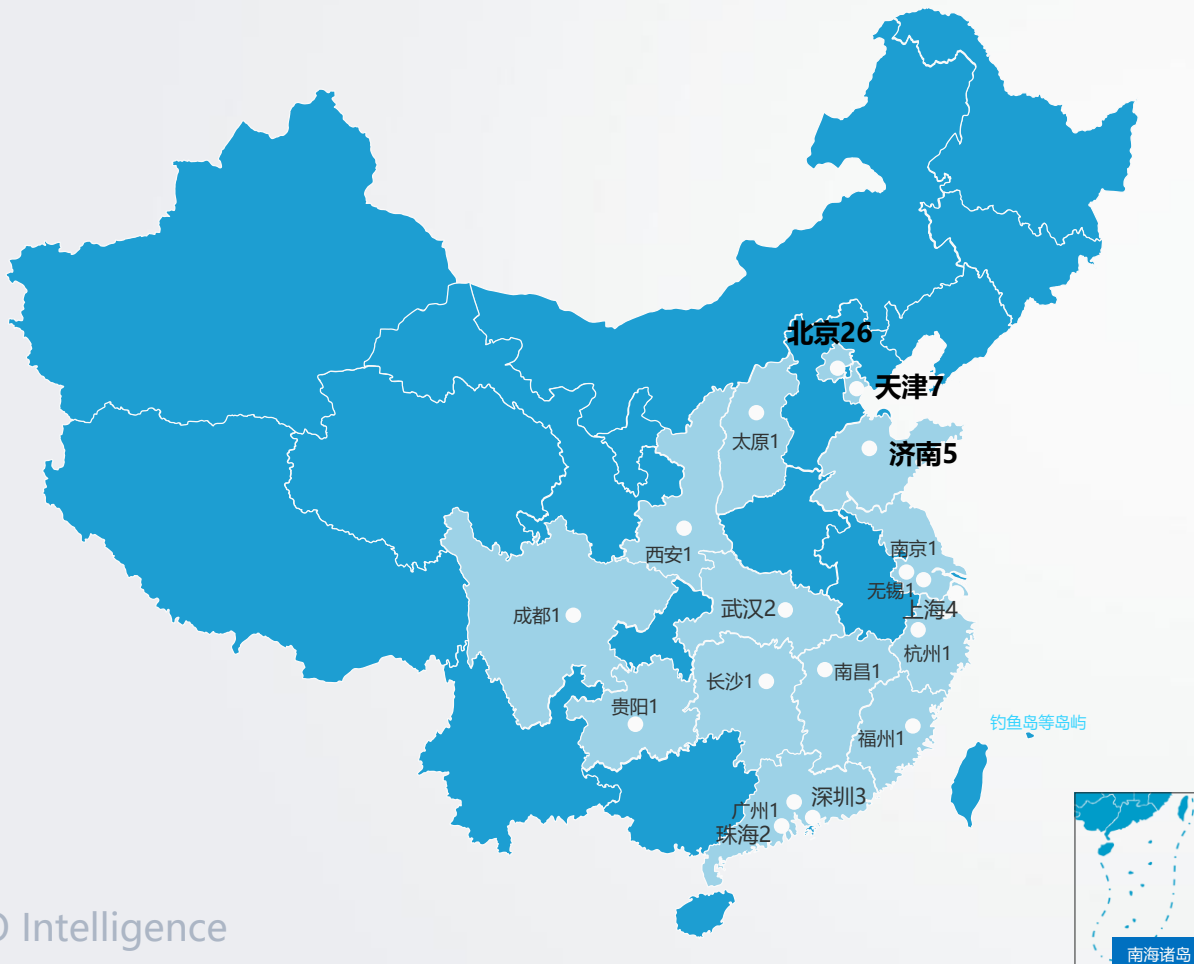 北京26
天津7
太原1
济南5
南京1
西安1
无锡1
上海4
武汉2
成都1
杭州1
南昌1
长沙1
贵阳1
钓鱼岛等岛屿
福州1
深圳3
广州1
珠海2
Intelligence
南海诸岛